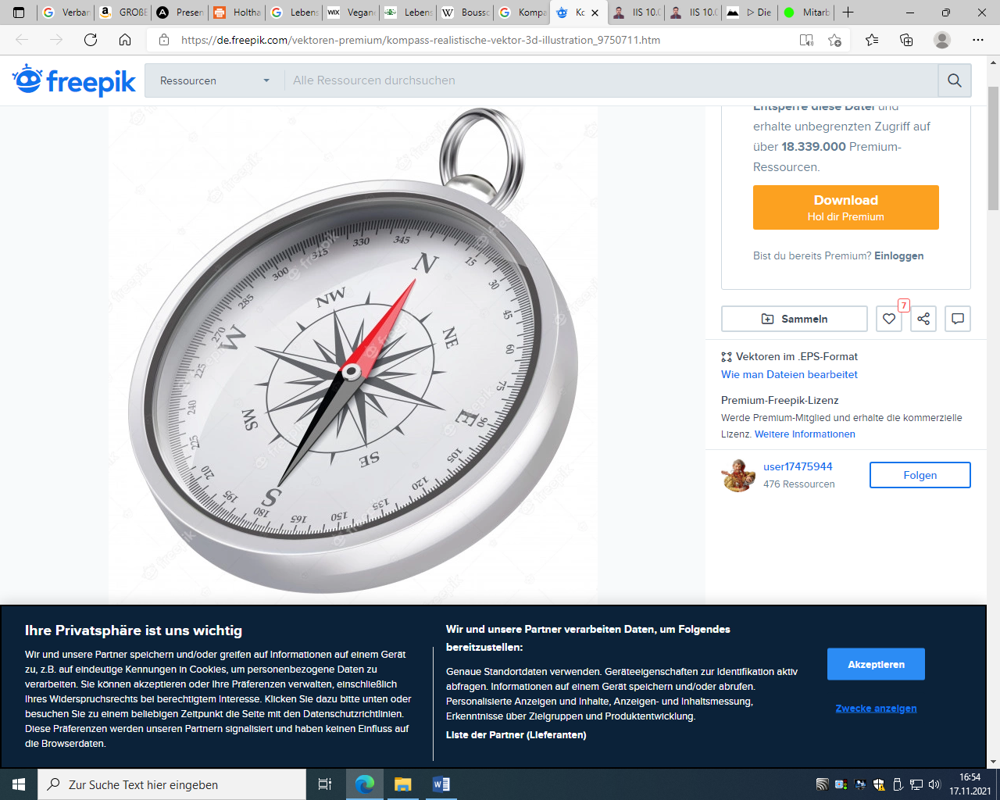 Verban
GRÖßE
Presen
Holtha
Lebens
WIX
Vegane
Lebens
Boussc
Kompa
Ko
IIS 10.0
IIS 10.0
▷ Die
Mitarb
https://de.freepik.com/vektoren-premium/kompass-realistische-vektor-3d-illustration_9750711.htm
freepik
Ressourcen
Alle Ressourcen durchsuchen
Entsperre diese Datei und
erhalte unbegrenzten Zugriff auf
über 18.339.000 Premium-
Ressourcen.
Download
Hol dir Premium
Bist du bereits Premium? Einloggen
7
Sammeln
Vektoren im .EPS-Format
Wie man Dateien bearbeitet
Premium-Freepik-Lizenz
Werde Premium-Mitglied und erhalte die kommerzielle
Lizenz. Weitere Informationen
user17475944
476 Ressourcen
Folgen
N
15
30
45
60
NE
75
E
90
105
120
135
SE
150
165
180
S
195
210
SW
225
240
225
W
270
285
NW
300
315
330
345
freepik
Ihre Privatsphäre ist uns wichtig
Wir und unsere Partner speichern und/oder greifen auf Informationen auf einem Gerät
zu, z.B. auf eindeutige Kennungen in Cookies, um personenbezogene Daten zu
verarbeiten. Sie können akzeptieren oder Ihre Präferenzen verwalten, einschließlich
Ihres Widerspruchsrechts bei berechtigtem Interesse. Klicken Sie dazu bitte unten oder
besuchen Sie zu einem beliebigen Zeitpunkt die Seite mit den Datenschutzrichtlinien.
Diese Präferenzen werden unseren Partnern signalisiert und haben keinen Einfluss auf
die Browserdaten.
Wir und unsere Partner verarbeiten Daten, um Folgendes
bereitzustellen:
Genaue Standortdaten verwenden. Geräteeigenschaften zur Identifikation aktiv
abfragen. Informationen auf einem Gerät speichern und/oder abrufen.
Personalisierte Anzeigen und Inhalte, Anzeigen- und Inhaltsmessung,
Erkenntnisse über Zielgruppen und Produktentwicklung.
Liste der Partner (Lieferanten)
Akzeptieren
Zwecke anzeigen
Zur Suche Text hier eingeben
16:54
17.11.2021